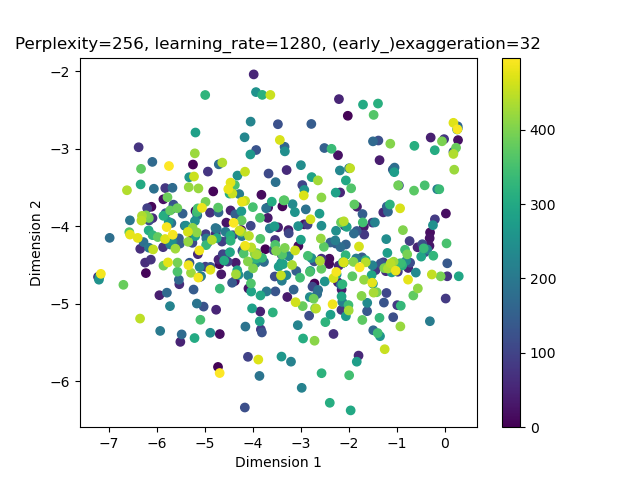 Perplexity=256, learning_rate=1280, (early_)exaggeration=32
−2
−3
−4
−5
−6
Dimension 2
−7 −6 −5 −4 −3 −2 −1 0
Dimension 1
400
300
200
100
0